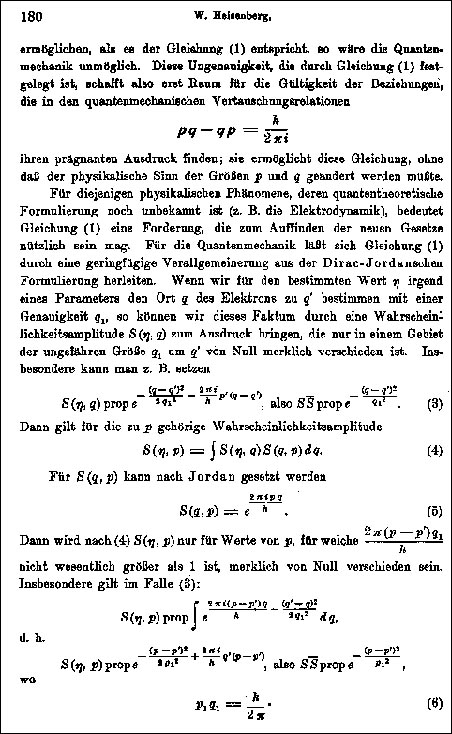 180 W. Heisenberg,
ermöglichen, als es der Gleichung (1) entspricht, so wäre die Quanten-
mechanik unmöglich. Diese Ungenauigkeit, die durch Gleichung (1) fest-
gelegt ist, schafft also erst Raum für die Gültigkeit der Beziehungen,
die in den quantenmechanischen Vertauschungsrelationen
pq − qp = h/2πi
ihren prägnanten Ausdruck finden; sie ermöglicht diese Gleichung, ohne
daß der physikalische Sinn der Größen p und q geändert werden müßte.
Für diejenigen physikalischen Phänomene, deren quantentheoretische
Formulierung noch unbekannt ist (z. B. die Elektrodynamik), bedeutet
Gleichung (1) eine Forderung, die zum Auffinden der neuen Gesetze
nützlich sein mag. Für die Quantenmechanik läßt sich Gleichung (1)
durch eine geringfügige Verallgemeinerung aus der Dirac-Jordanschen
Formulierung herleiten. Wenn wir für den bestimmten Wert η irgend
eines Parameters den Ort q des Elektrons zu q′ bestimmen mit einer
Genauigkeit q₁, so können wir dieses Faktum durch eine Wahrschein-
lichkeitsamplitude S(η, q) zum Ausdruck bringen, die nur in einem Gebiet
der ungefähren Größe q₁ um q′ von Null merklich verschieden ist. Ins-
besondere kann man z. B. setzen
S(η, q) prop e^(−(q−q′)²/2q₁² − 2πi/h p′(q−q′)), also SS̅ prop e^(−(q−q′)²/q₁²). (3)
Dann gilt für die zu p gehörige Wahrscheinlichkeitsamplitude
S(η, p) = ∫ S(η, q) S(q, p) dq. (4)
Für S(q, p) kann nach Jordan gesetzt werden
S(q, p) = e^(2πipq/h). (5)
Dann wird nach (4) S(η, p) nur für Werte von p, für welche 2π(p−p′)q₁/h
nicht wesentlich größer als 1 ist, merklich von Null verschieden sein.
Insbesondere gilt im Falle (3):
S(η, p) prop ∫ e^(2πi(p−p′)q/h − (q′−q)²/2q₁²) dq,
d. h.
S(η, p) prop e^(−(p−p′)²/2p₁² + 2πi/h q′(p−p′)), also SS̅ prop e^(−(p−p′)²/p₁²),
wo
p₁q₁ = h/2π. (6)